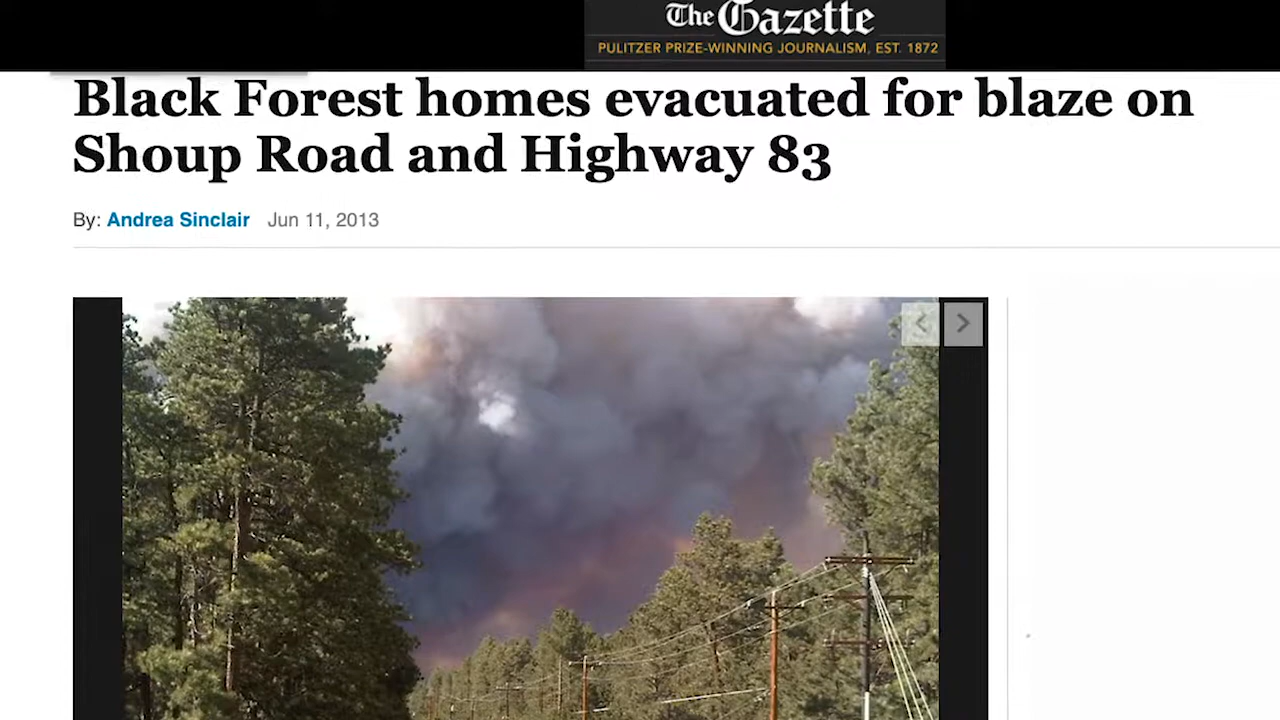 The Gazette
PULITZER PRIZE-WINNING JOURNALISM, EST. 1872
Black Forest homes evacuated for blaze on
Shoup Road and Highway 83
By: Andrea Sinclair Jun 11, 2013